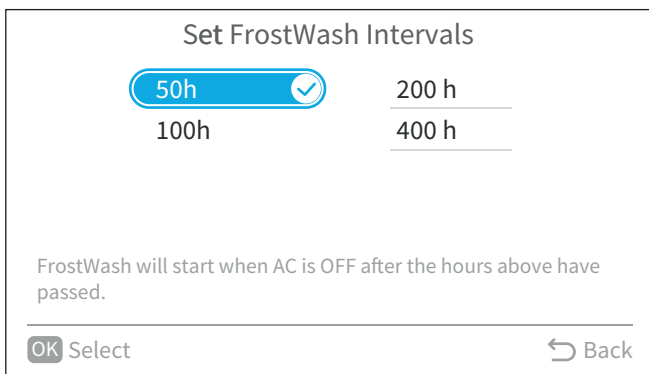 Set FrostWash Intervals
50h
200 h
100h
400 h
FrostWash will start when AC is OFF after the hours above have
passed.
OK Select
Back